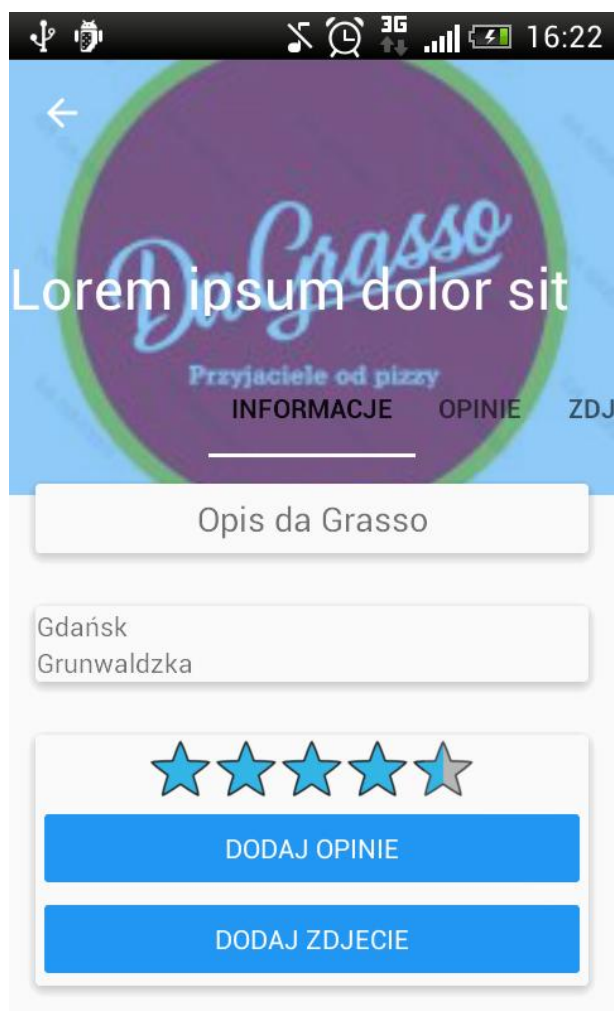 3G
16:22
Da Grasso
Lorem ipsum dolor sit
Przyjaciele od pizzy
INFORMACJE OPINIE ZDJ
Opis da Grasso
Gdańsk
Grunwaldzka
DODAJ OPINIE
DODAJ ZDJECIE